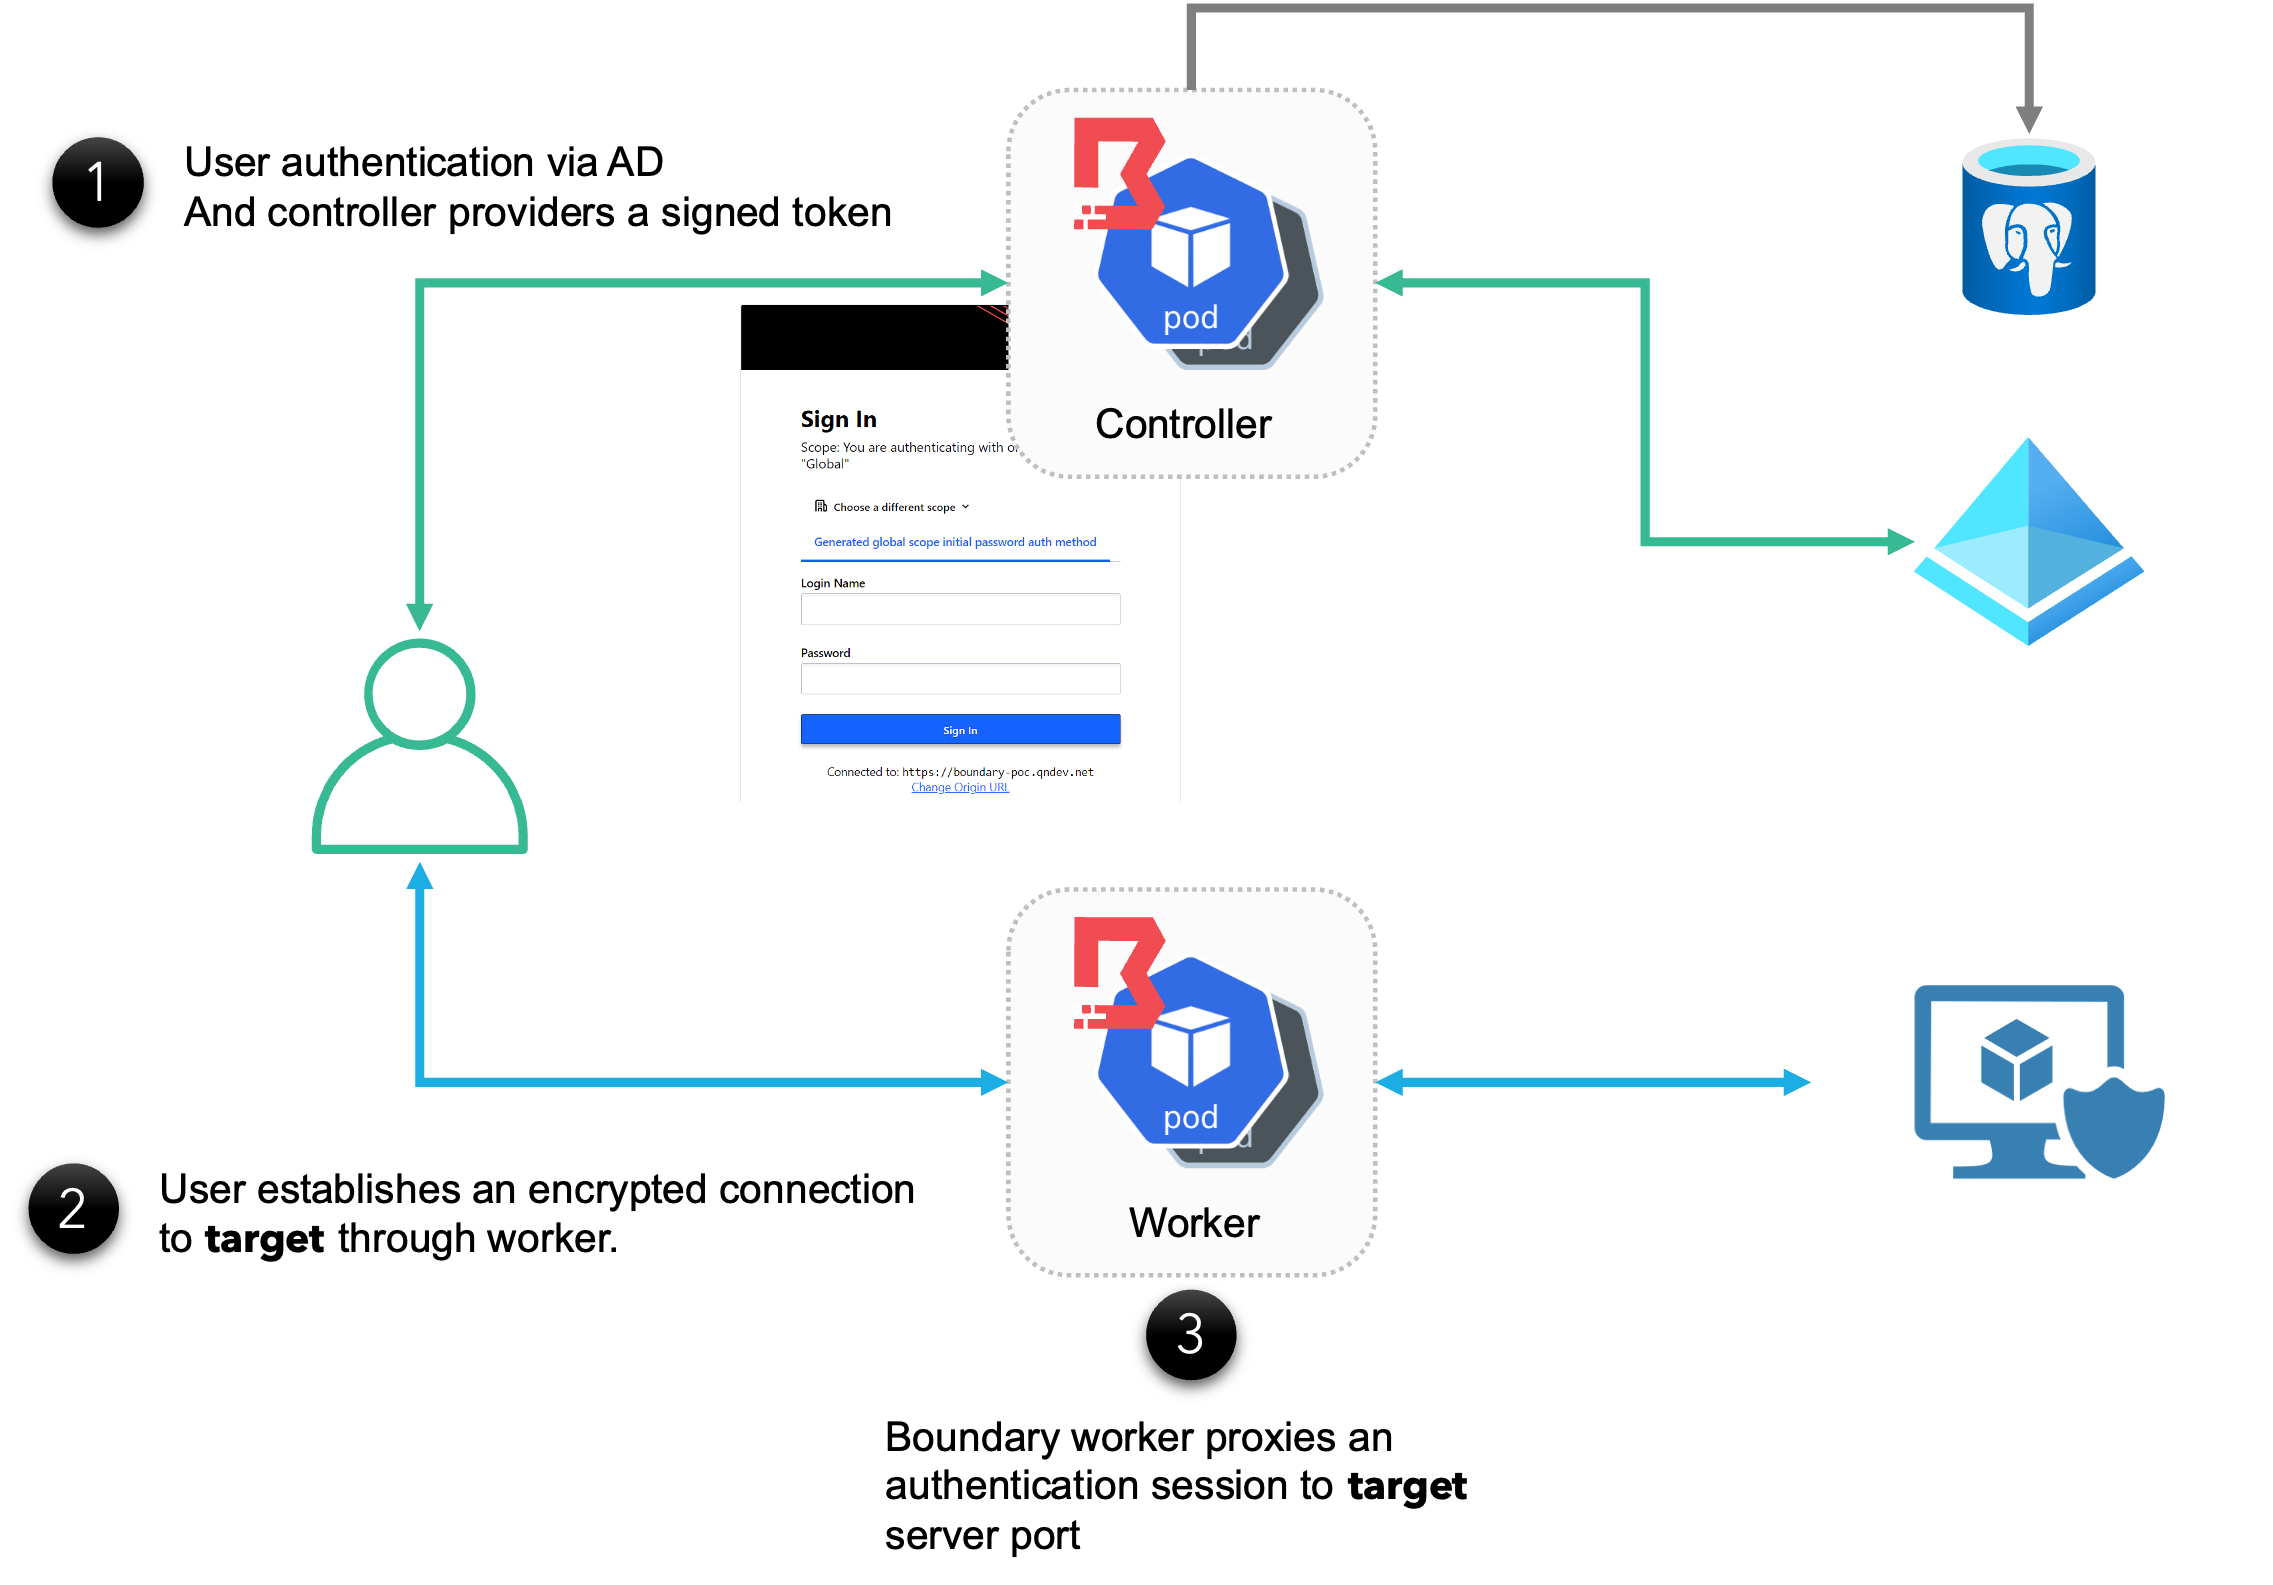 1
User authentication via AD
And controller providers a signed token
pod
Controller
Sign In
Scope: You are authenticating with
"Global"
Choose a different scope
Generated global scope initial password auth method
Login Name
Password
Sign In
Connected to: https://boundary-poc.qndev.net
Change Origin URL
pod
Worker
2
User establishes an encrypted connection
to target through worker.
3
Boundary worker proxies an
authentication session to target
server port